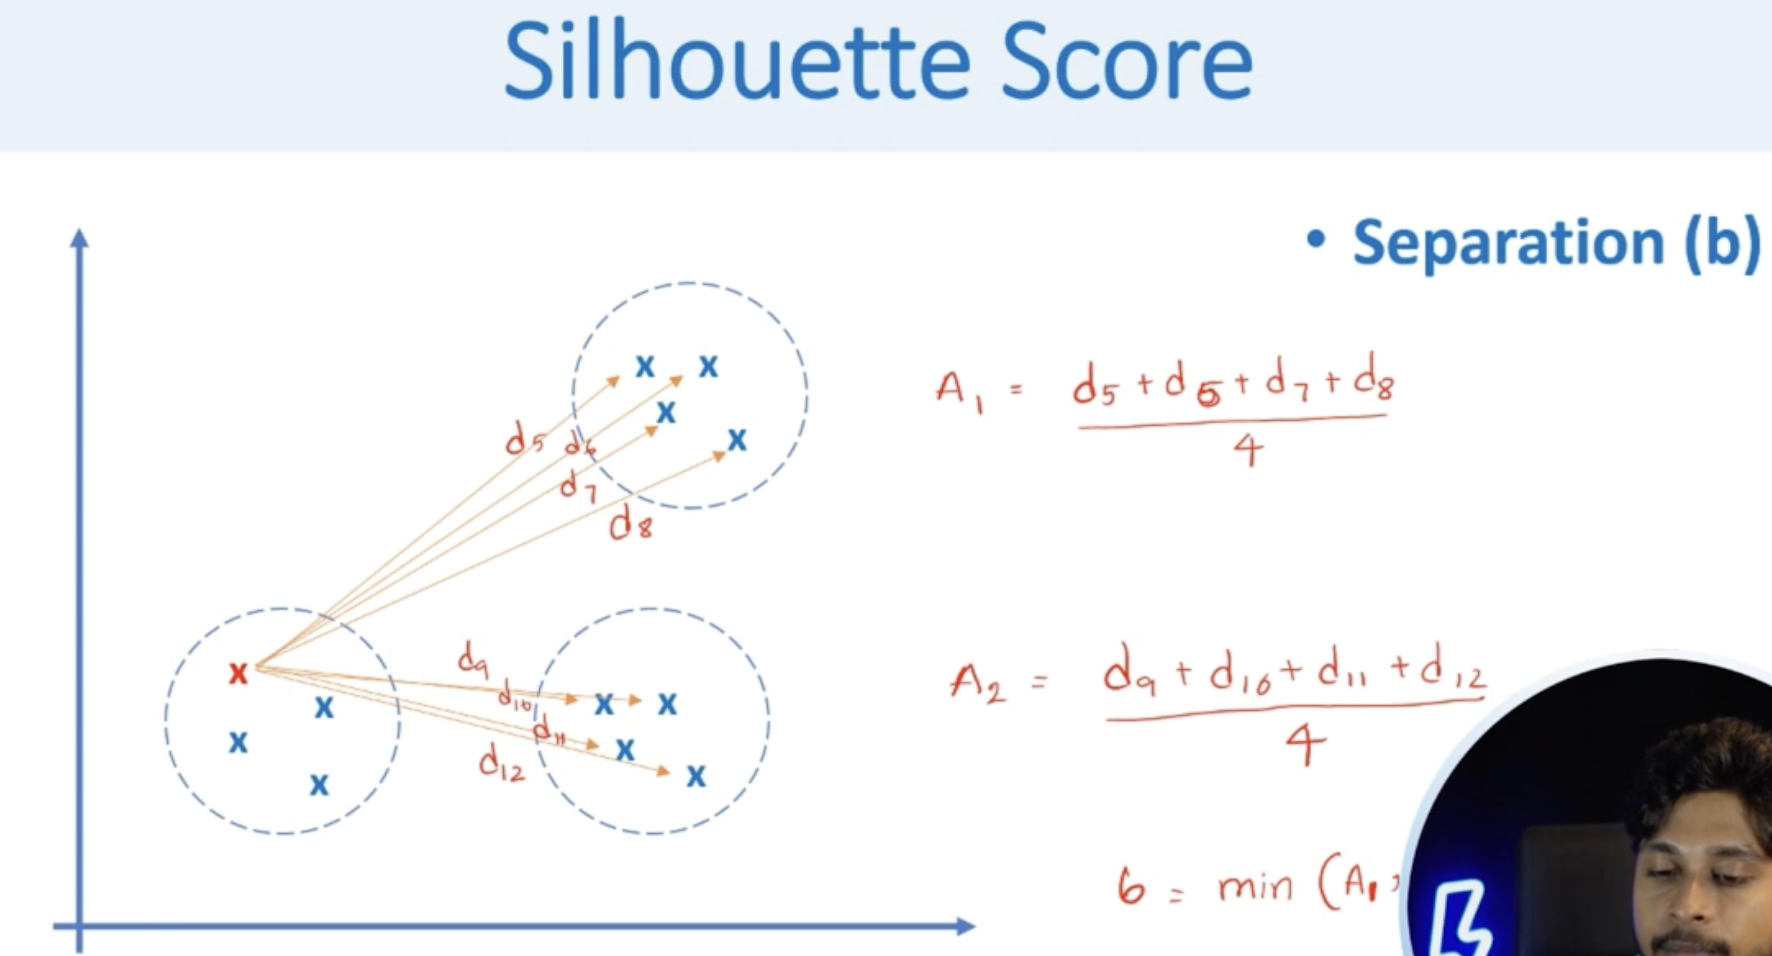 Silhouette Score
• Separation (b)
A₁ = (d₅ + d₆ + d₇ + d₈) / 4
d₅ d₆
d₇
d₈
A₂ = (d₉ + d₁₀ + d₁₁ + d₁₂) / 4
d₉
d₁₀
d₁₁
d₁₂
x x
x
x
x
x
x
x
x x
x
x
b = min (A₁,